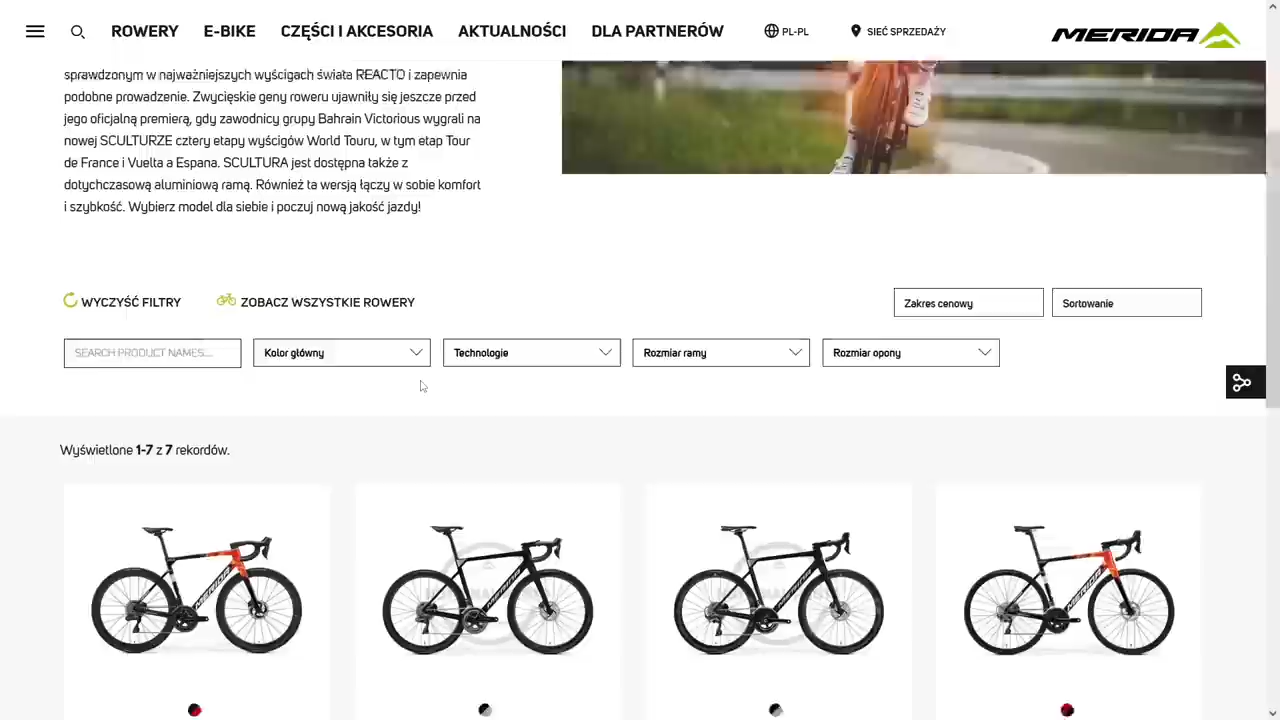 ROWERY E-BIKE CZĘŚCI I AKCESORIA AKTUALNOŚCI DLA PARTNERÓW PL-PL SIEĆ SPRZEDAŻY MERIDA
sprawdzonym w najważniejszych wyścigach świata REACTO i zapewnia
podobne prowadzenie. Zwycięskie geny roweru ujawniły się jeszcze przed
jego oficjalną premierą, gdy zawodnicy grupy Bahrain Victorious wygrali na
nowej SCULTURZE cztery etapy wyścigów World Touru, w tym etap Tour
de France i Vuelta a Espana. SCULTURA jest dostępna także z
dotychczasową aluminiową ramą. Również ta wersją łączy w sobie komfort
i szybkość. Wybierz model dla siebie i poczuj nową jakość jazdy!
WYCZYŚĆ FILTRY ZOBACZ WSZYSTKIE ROWERY Zakres cenowy Sortowanie
SEARCH PRODUCT NAMES.... Kolor główny Technologie Rozmiar ramy Rozmiar opony
Wyświetlone 1-7 z 7 rekordów.
MERIDA MERIDA MERIDA MERIDA